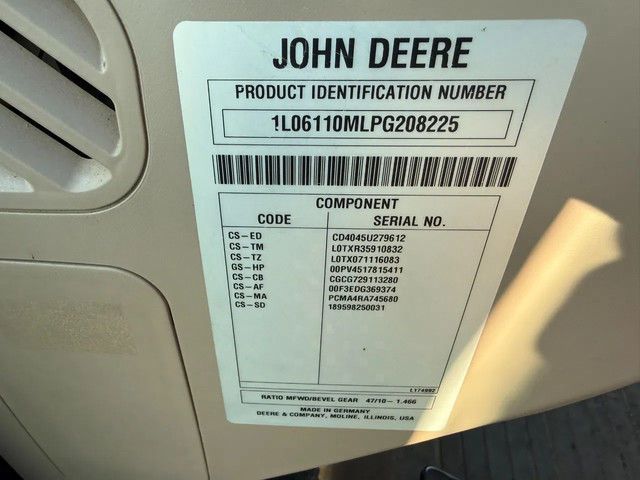 JOHN DEERE
PRODUCT IDENTIFICATION NUMBER
1L06110MLPG208225
COMPONENT
CODE SERIAL NO.
CS-ED CD4045U279612
CS-TM L0TXR35910832
CS-TZ L0TX071116083
GS-HP 00PV4517815411
CS-CB CGCG729113280
CS-AF 00F3EDG369374
CS-MA PCMA4RA745680
CS-SD 189598250031
L174992
RATIO MFWD/BEVEL GEAR 47/10-1.466
MADE IN GERMANY
DEERE & COMPANY, MOLINE, ILLINOIS, USA